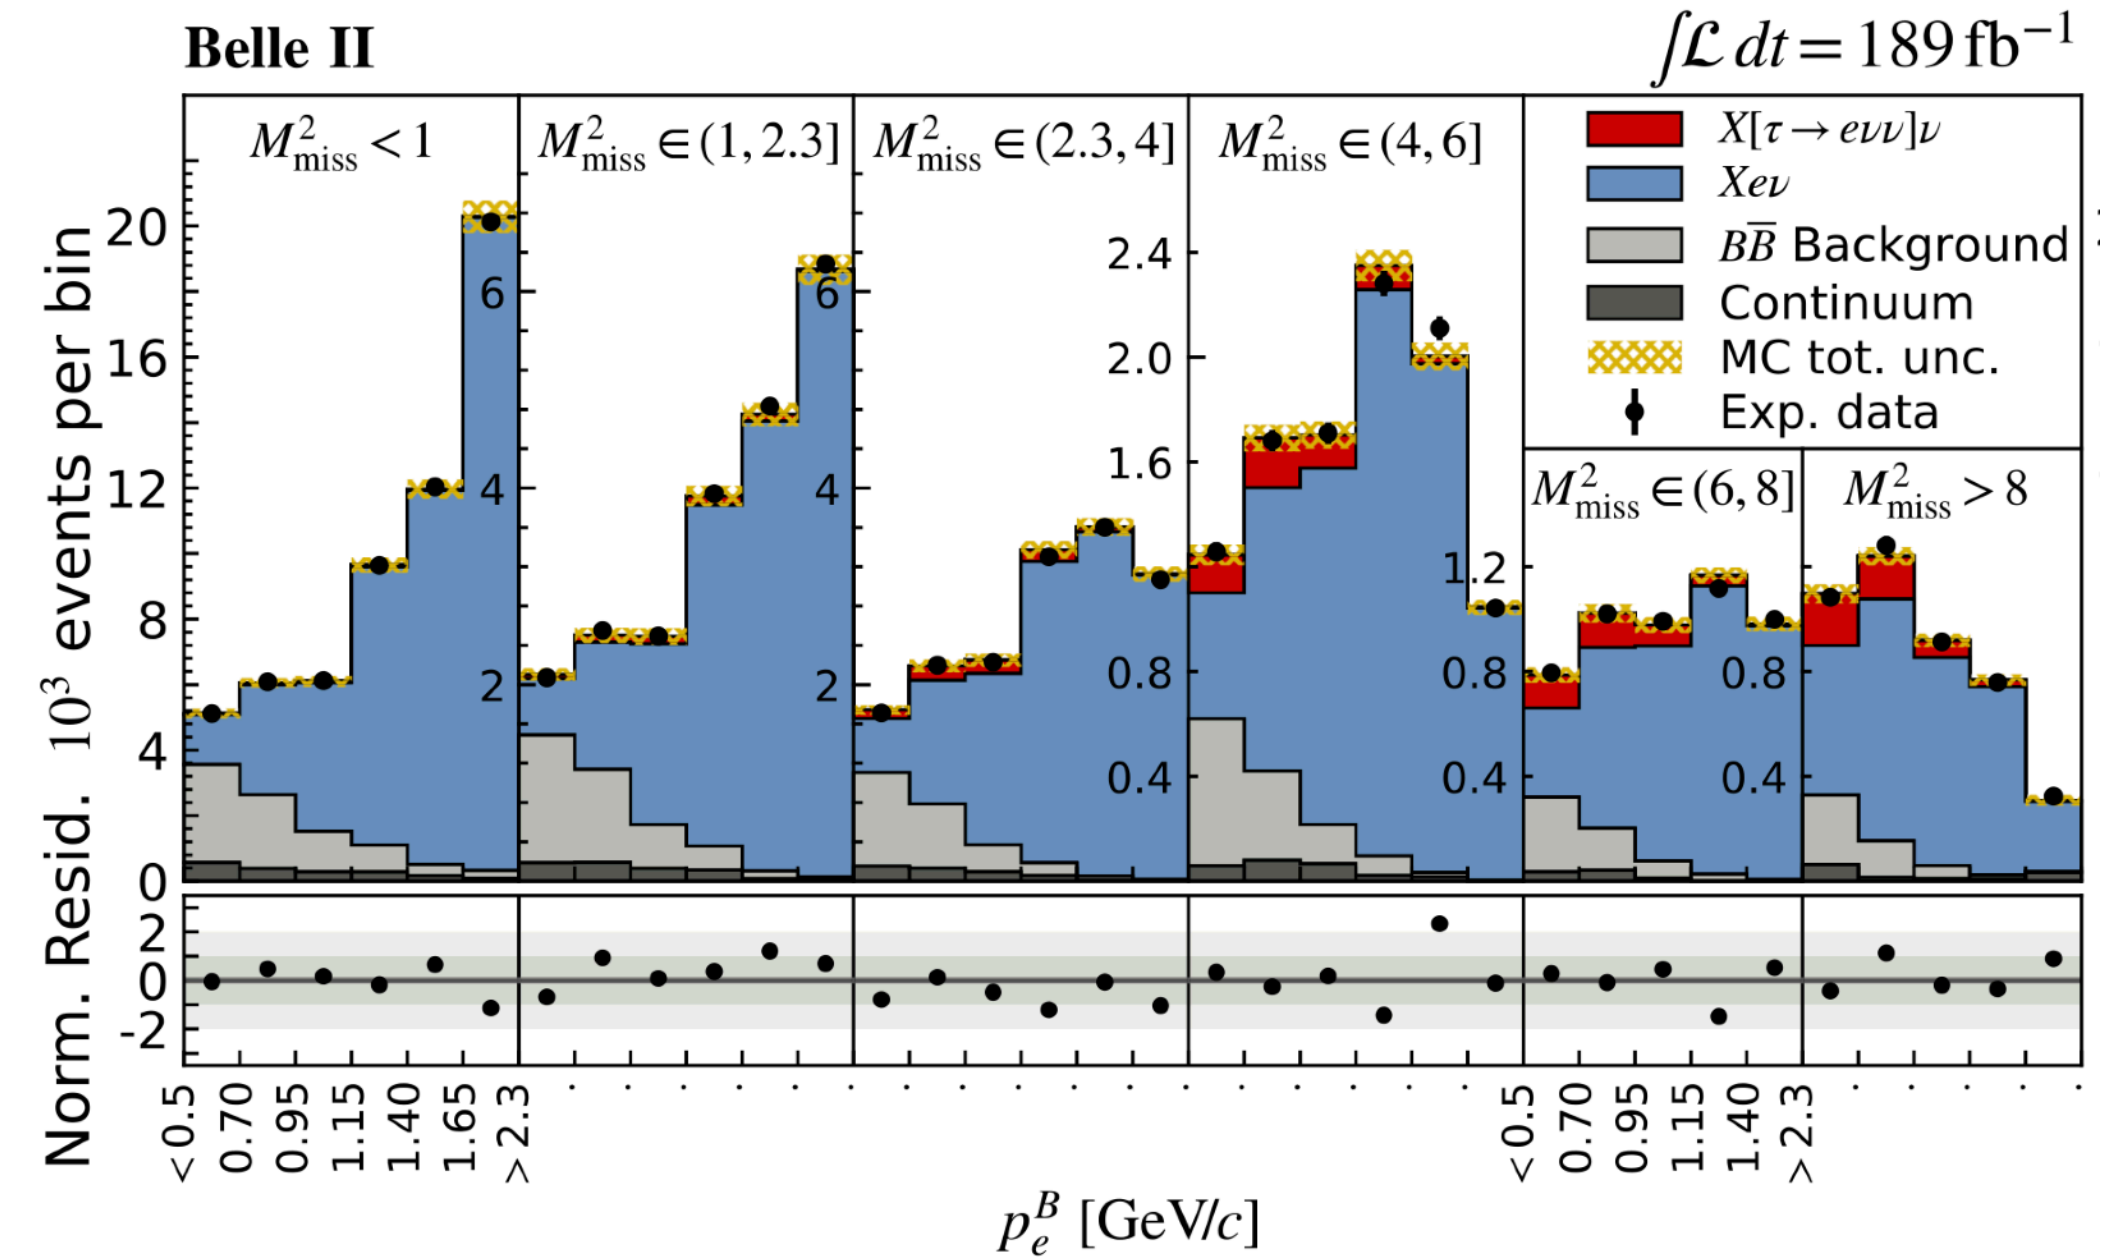 Belle II
∫ℒ dt = 189 fb⁻¹
M²miss < 1
M²miss ∈ (1, 2.3]
M²miss ∈ (2.3, 4]
M²miss ∈ (4, 6]
X[τ → eνν]ν
Xeν
BB̅ Background
Continuum
MC tot. unc.
Exp. data
M²miss ∈ (6, 8]
M²miss > 8
10³ events per bin
20
16
12
8
4
0
6
4
2
6
4
2
2.4
2.0
1.6
0.8
0.4
1.2
0.8
0.4
0.8
0.4
Norm. Resid.
2
0
-2
< 0.5
0.70
0.95
1.15
1.40
1.65
> 2.3
< 0.5
0.70
0.95
1.15
1.40
> 2.3
pₑᴮ [GeV/c]